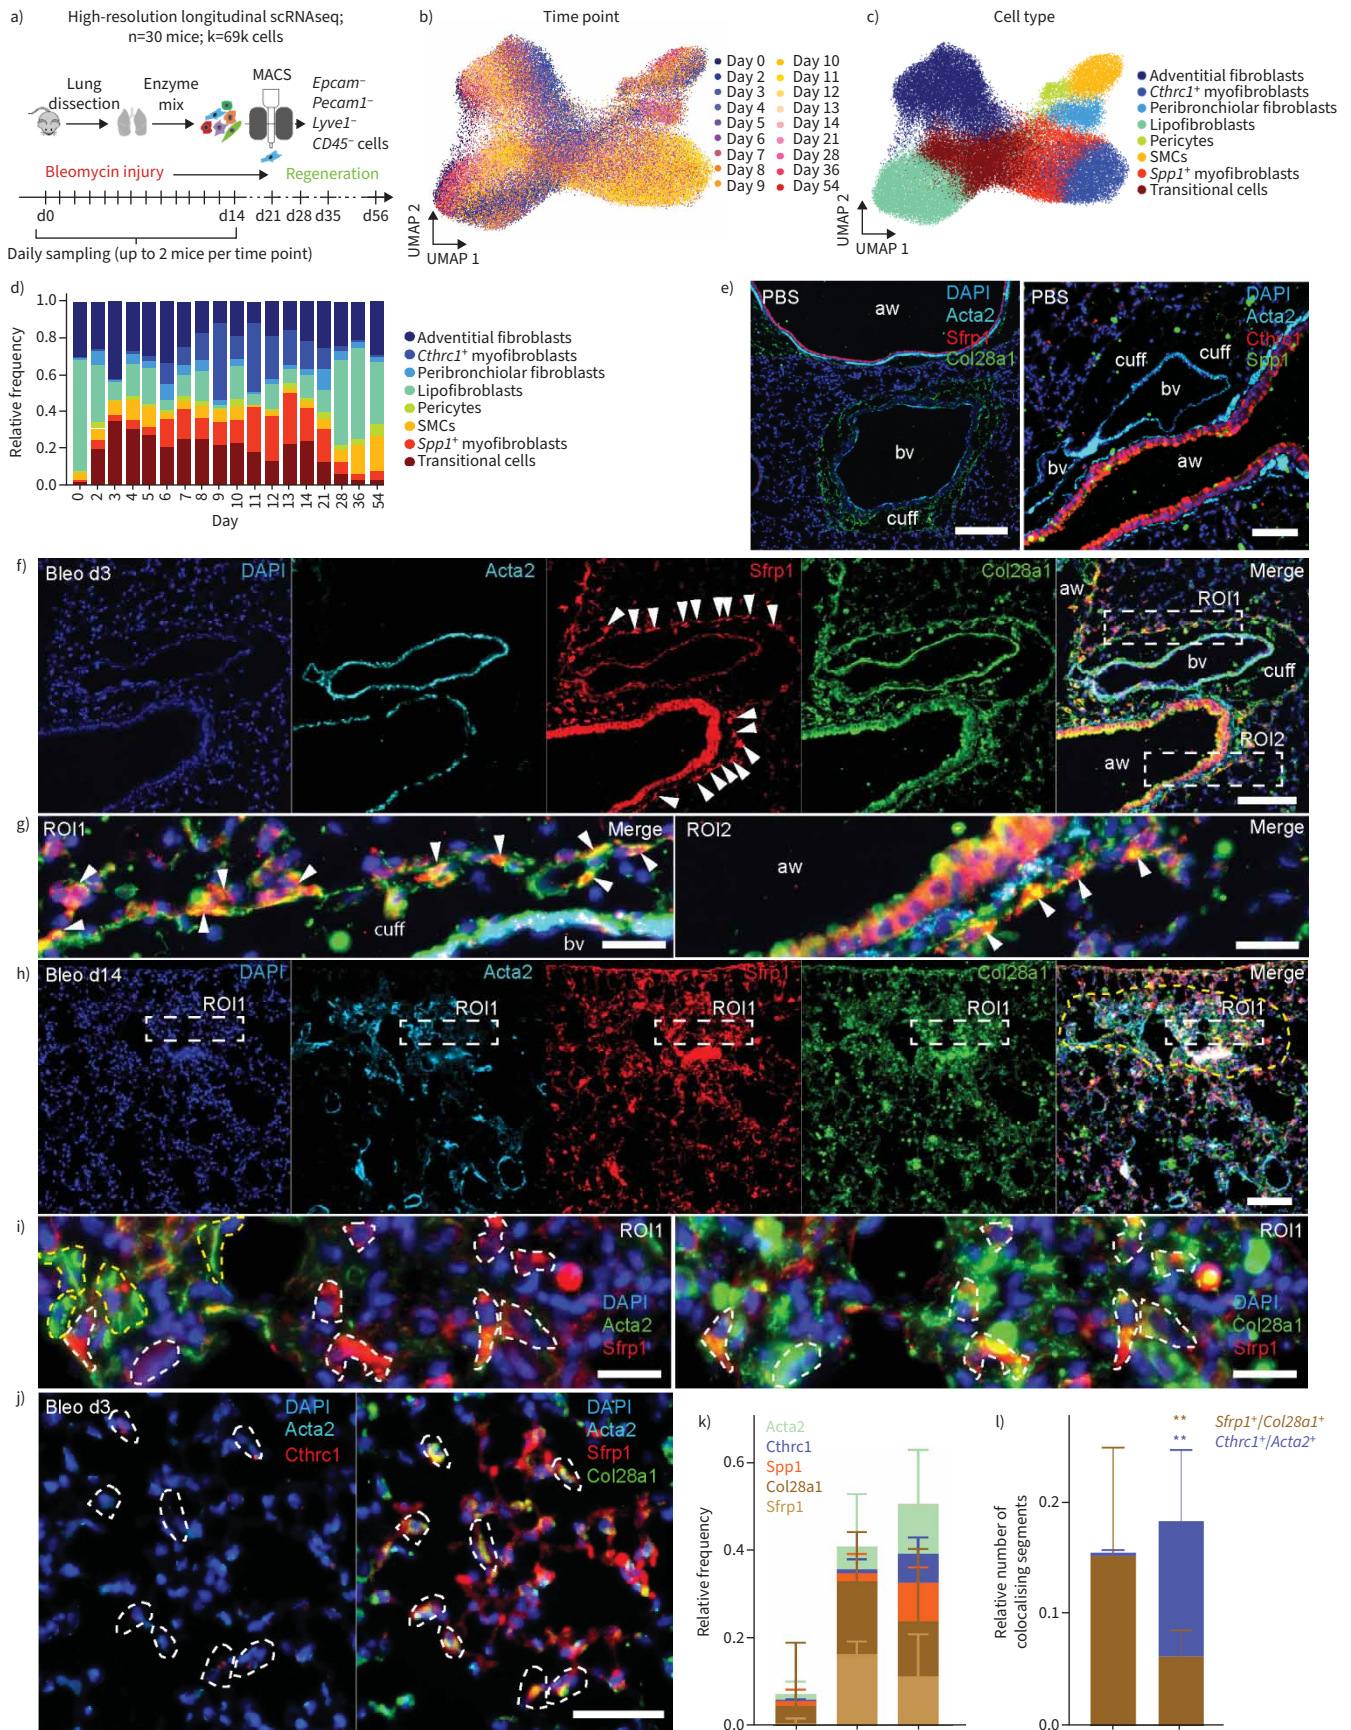 a)
High-resolution longitudinal scRNAseq;
n=30 mice; k=69k cells
Lung
dissection
Enzyme
mix
MACS
Epcam⁻
Pecam1⁻
Lyve1⁻
CD45⁻ cells
Bleomycin injury
Regeneration
d0
d14
d21
d28
d35
d56
Daily sampling (up to 2 mice per time point)
b)
Time point
Day 0
Day 2
Day 3
Day 4
Day 5
Day 6
Day 7
Day 8
Day 9
Day 10
Day 11
Day 12
Day 13
Day 14
Day 21
Day 28
Day 36
Day 54
UMAP 2
UMAP 1
c)
Cell type
Adventitial fibroblasts
Cthrc1⁺ myofibroblasts
Peribronchiolar fibroblasts
Lipofibroblasts
Pericytes
SMCs
Spp1⁺ myofibroblasts
Transitional cells
UMAP 2
UMAP 1
d)
Relative frequency
1.0
0.8
0.6
0.4
0.2
0.0
0 2 3 4 5 6 7 8 9 10 11 12 13 14 21 28 36 54
Day
Adventitial fibroblasts
Cthrc1⁺ myofibroblasts
Peribronchiolar fibroblasts
Lipofibroblasts
Pericytes
SMCs
Spp1⁺ myofibroblasts
Transitional cells
e)
PBS
aw
DAPI
Acta2
Sfrp1
Col28a1
bv
cuff
PBS
DAPI
Acta2
Cthrc1
Spp1
cuff
cuff
bv
bv
aw
f)
Bleo d3
DAPI
Acta2
Sfrp1
Col28a1
Merge
aw
ROI1
bv
cuff
ROI2
aw
g)
ROI1
Merge
cuff
bv
ROI2
Merge
aw
h)
Bleo d14
DAPI
Acta2
Sfrp1
Col28a1
Merge
ROI1
ROI1
ROI1
ROI1
ROI1
i)
ROI1
DAPI
Acta2
Sfrp1
ROI1
DAPI
Col28a1
Sfrp1
j)
Bleo d3
DAPI
Acta2
Cthrc1
DAPI
Acta2
Sfrp1
Col28a1
k)
Relative frequency
0.6
0.4
0.2
0.0
Acta2
Cthrc1
Spp1
Col28a1
Sfrp1
l)
Relative number of
colocalising segments
0.2
0.1
0.0
** Sfrp1⁺/Col28a1⁺
** Cthrc1⁺/Acta2⁺